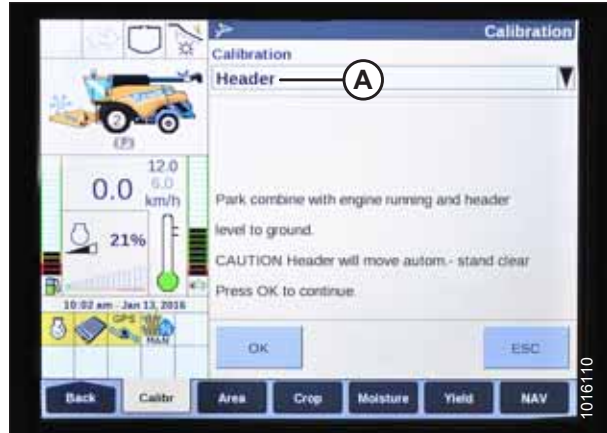 Calibration
Calibration
Header
A
2
(P)
12.0
6.0
0.0 km/h
21%
Park combine with engine running and header
level to ground.
CAUTION Header will move autom.- stand clear
Press OK to continue
10:02 am Jan 13, 2016
GPS
MAN
OK
ESC
Back
Calibr
Area
Crop
Moisture
Yield
NAV
1016110